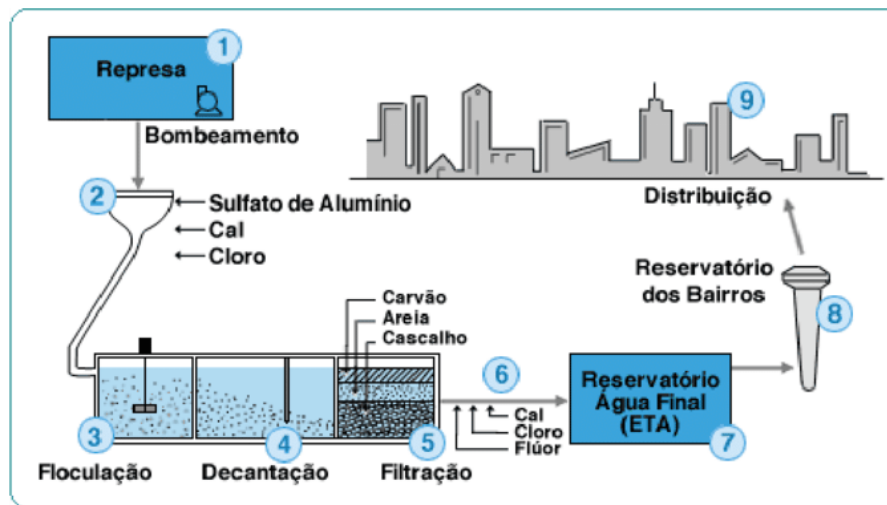 1
Represa
Bombeamento
2
Sulfato de Alumínio
Cal
Cloro
3
Floculação
4
Decantação
Carvão
Areia
Cascalho
5
Filtração
6
Cal
Cloro
Flúor
Reservatório
Água Final
(ETA)
7
Reservatório
dos Bairros
8
Distribuição
9